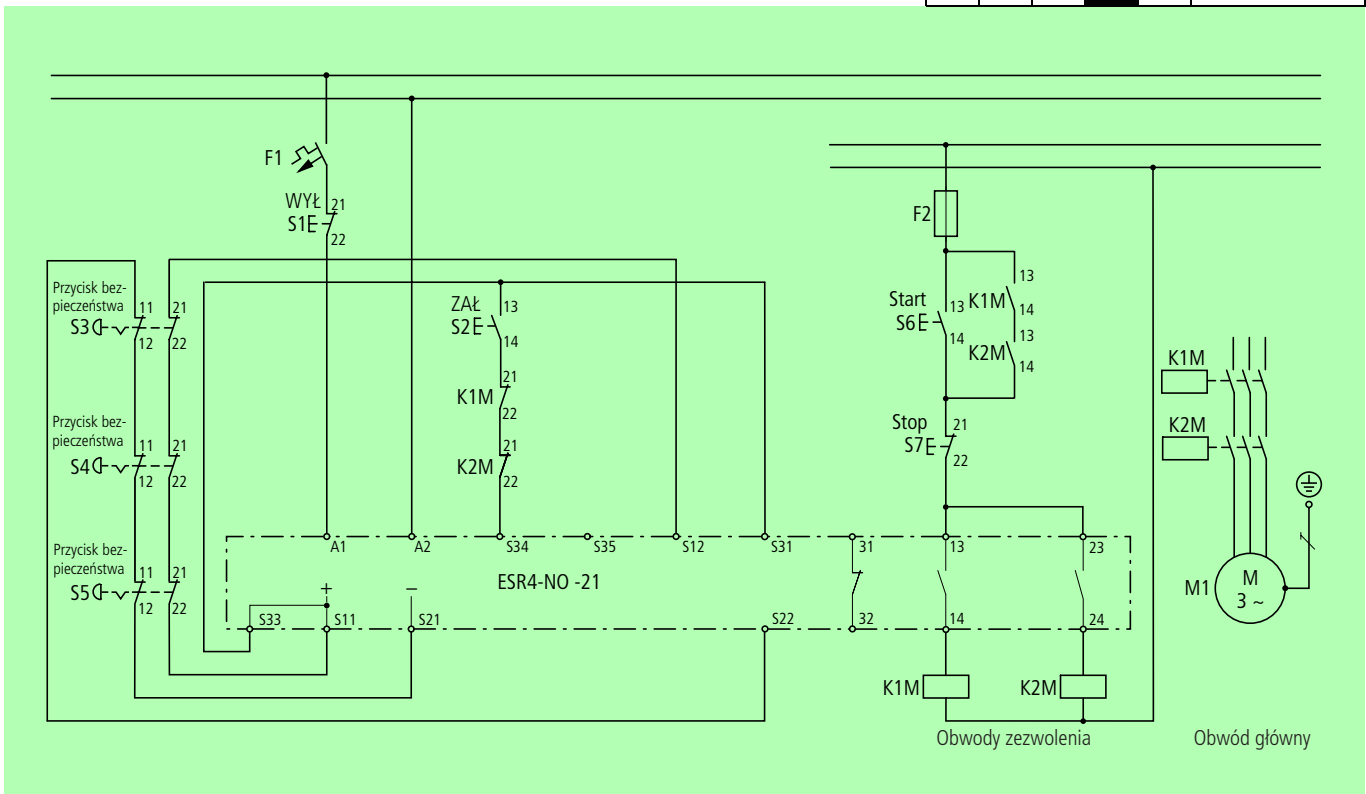 F1
WYŁ
S1E
21
22
F2
Przycisk bez-
pieczeństwa
S3
11
21
12
22
ZAŁ
S2E
13
14
Start
S6E
13
14
K1M
13
14
K2M
13
14
K1M
21
22
K2M
21
22
Stop
S7E
21
22
K1M
K2M
Przycisk bez-
pieczeństwa
S4
11
21
12
22
Przycisk bez-
pieczeństwa
S5
11
21
12
22
A1
A2
S34
S35
S12
S31
31
13
23
ESR4-NO -21
+
–
S33
S11
S21
S22
32
14
24
M1
M
3 ~
K1M
K2M
Obwody zezwolenia
Obwód główny